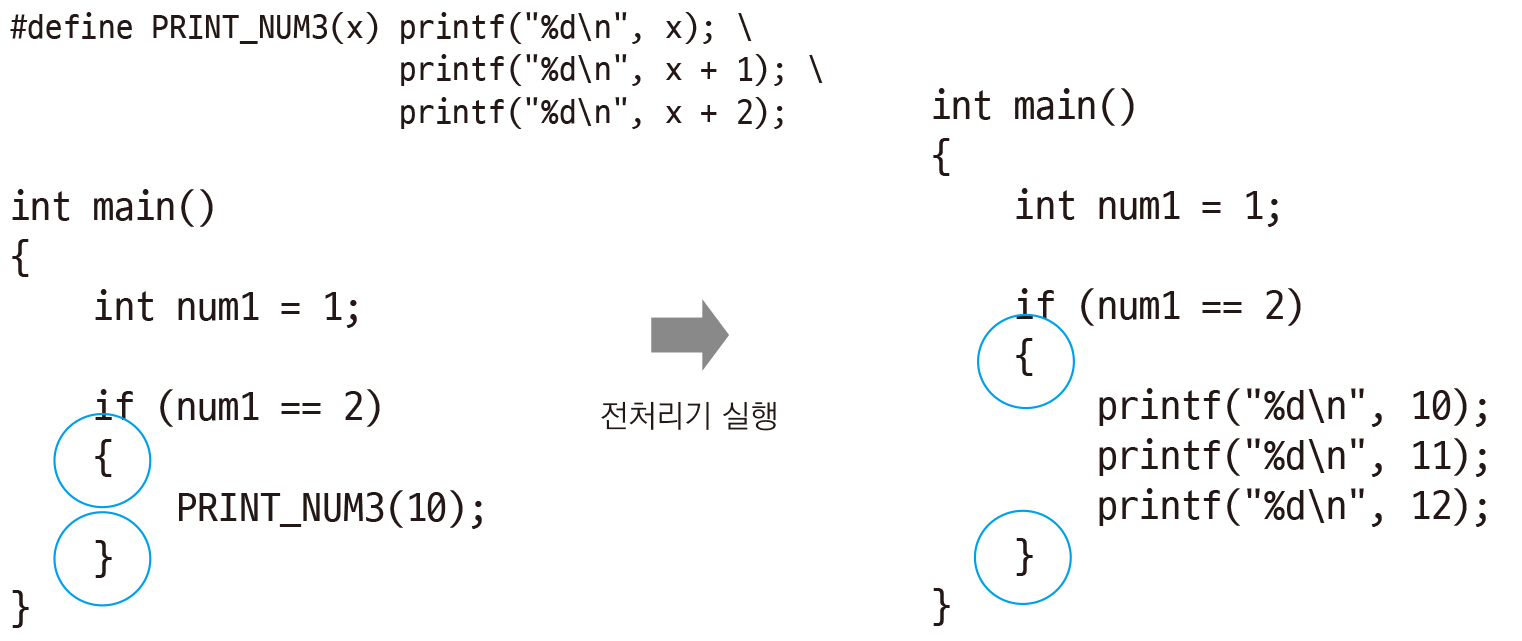 #define PRINT_NUM3(x) printf("%d\n", x); \
                      printf("%d\n", x + 1); \
                      printf("%d\n", x + 2);
int main()
{
    int num1 = 1;
    if (num1 == 2)
    {
        PRINT_NUM3(10);
    }
}
전처리기 실행
int main()
{
    int num1 = 1;
    if (num1 == 2)
    {
        printf("%d\n", 10);
        printf("%d\n", 11);
        printf("%d\n", 12);
    }
}